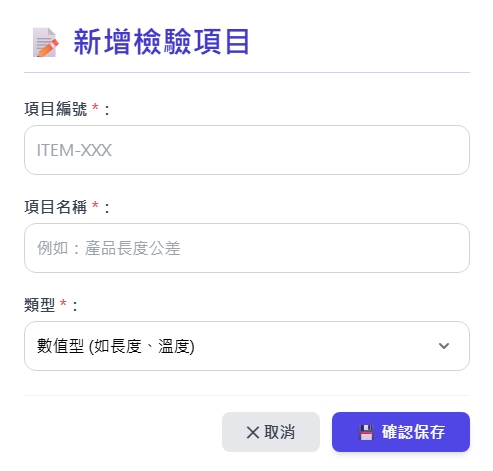 新增檢驗項目
項目編號 * :
ITEM-XXX
項目名稱 * :
例如：產品長度公差
類型 * :
數值型 (如長度、溫度)
取消
確認保存